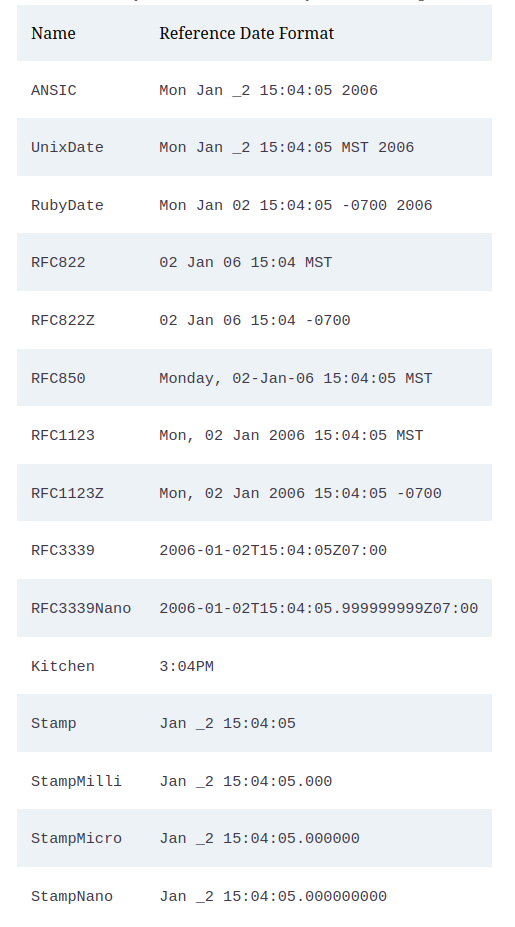 Name Reference Date Format
ANSIC Mon Jan _2 15:04:05 2006
UnixDate Mon Jan _2 15:04:05 MST 2006
RubyDate Mon Jan 02 15:04:05 -0700 2006
RFC822 02 Jan 06 15:04 MST
RFC822Z 02 Jan 06 15:04 -0700
RFC850 Monday, 02-Jan-06 15:04:05 MST
RFC1123 Mon, 02 Jan 2006 15:04:05 MST
RFC1123Z Mon, 02 Jan 2006 15:04:05 -0700
RFC3339 2006-01-02T15:04:05Z07:00
RFC3339Nano 2006-01-02T15:04:05.999999999Z07:00
Kitchen 3:04PM
Stamp Jan _2 15:04:05
StampMilli Jan _2 15:04:05.000
StampMicro Jan _2 15:04:05.000000
StampNano Jan _2 15:04:05.000000000